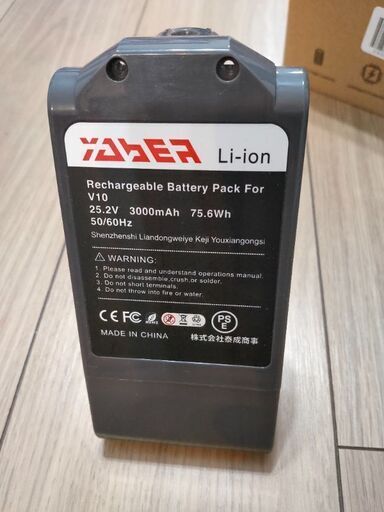 YABER Li-ion
Rechargeable Battery Pack For
V10
25.2V 3000mAh 75.6Wh
50/60Hz
Shenzhenshi Liandongweiye Keji Youxiangongsi
WARNING:
1. Please read and understand operations manual.
2. Do not disassemble,crush,or solder.
3. Do not short terminals.
4. Do not throw into fire or water.
CE FC PS E
MADE IN CHINA 株式会社泰成商事